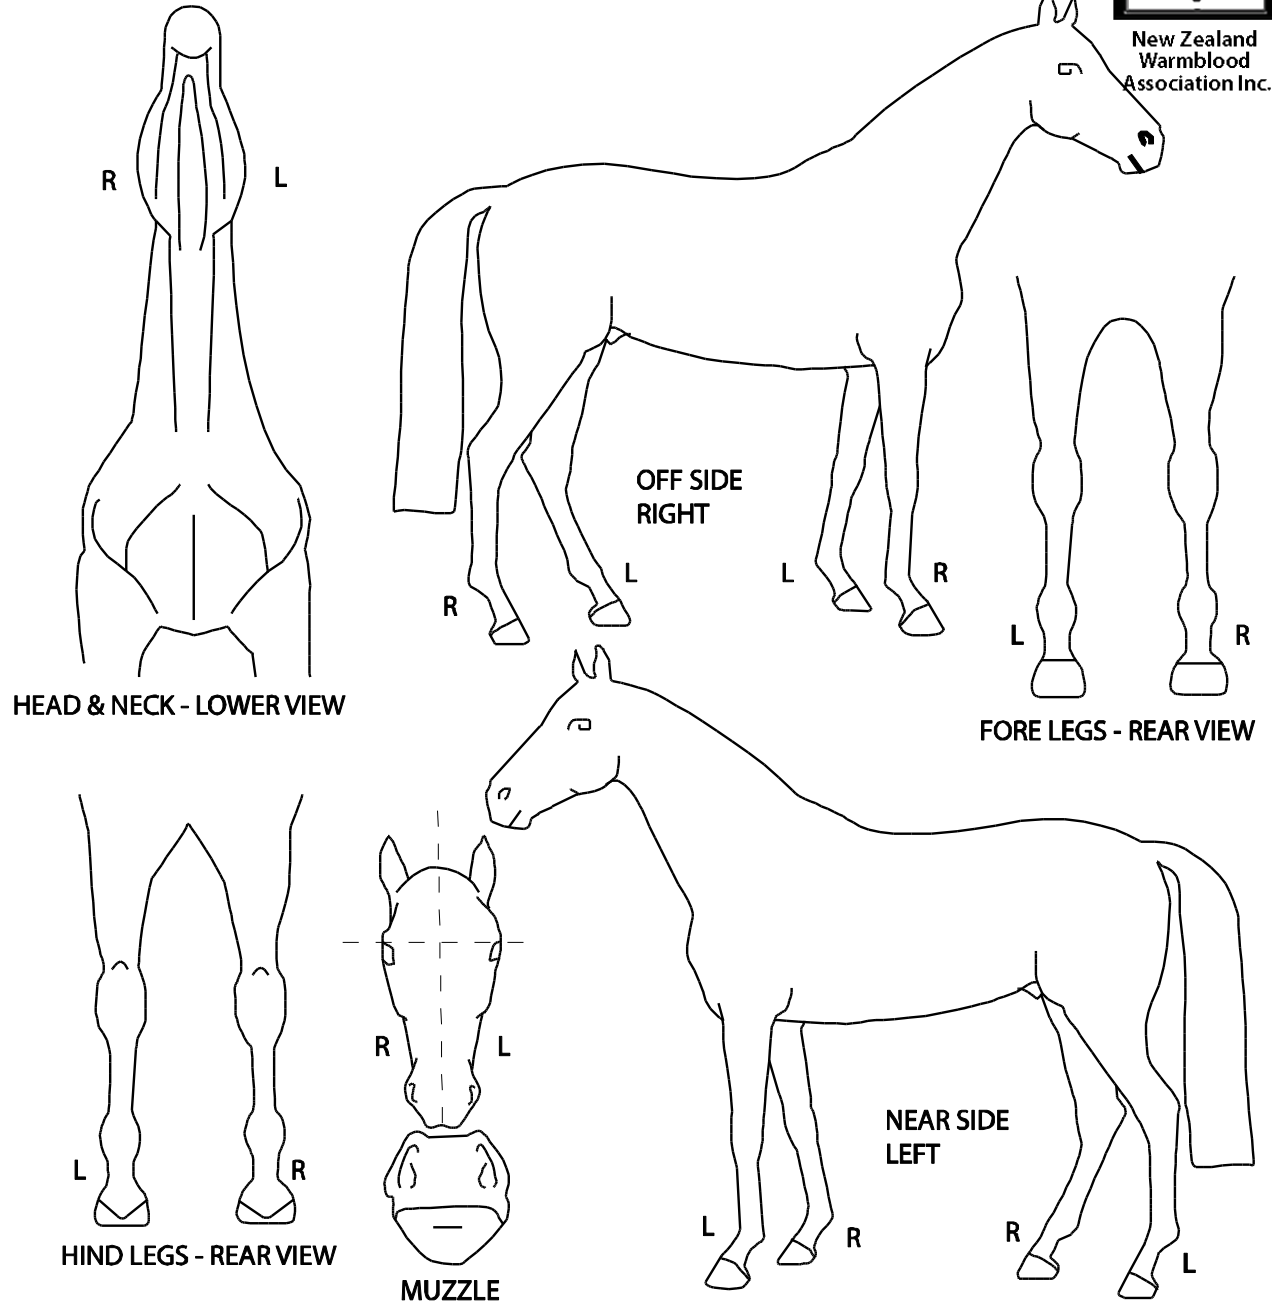 New Zealand
Warmblood
Association Inc.
R
L
OFF SIDE
RIGHT
L
L
R
R
L
R
HEAD & NECK - LOWER VIEW
FORE LEGS - REAR VIEW
R
L
NEAR SIDE
LEFT
L
R
L
R
R
L
HIND LEGS - REAR VIEW
MUZZLE